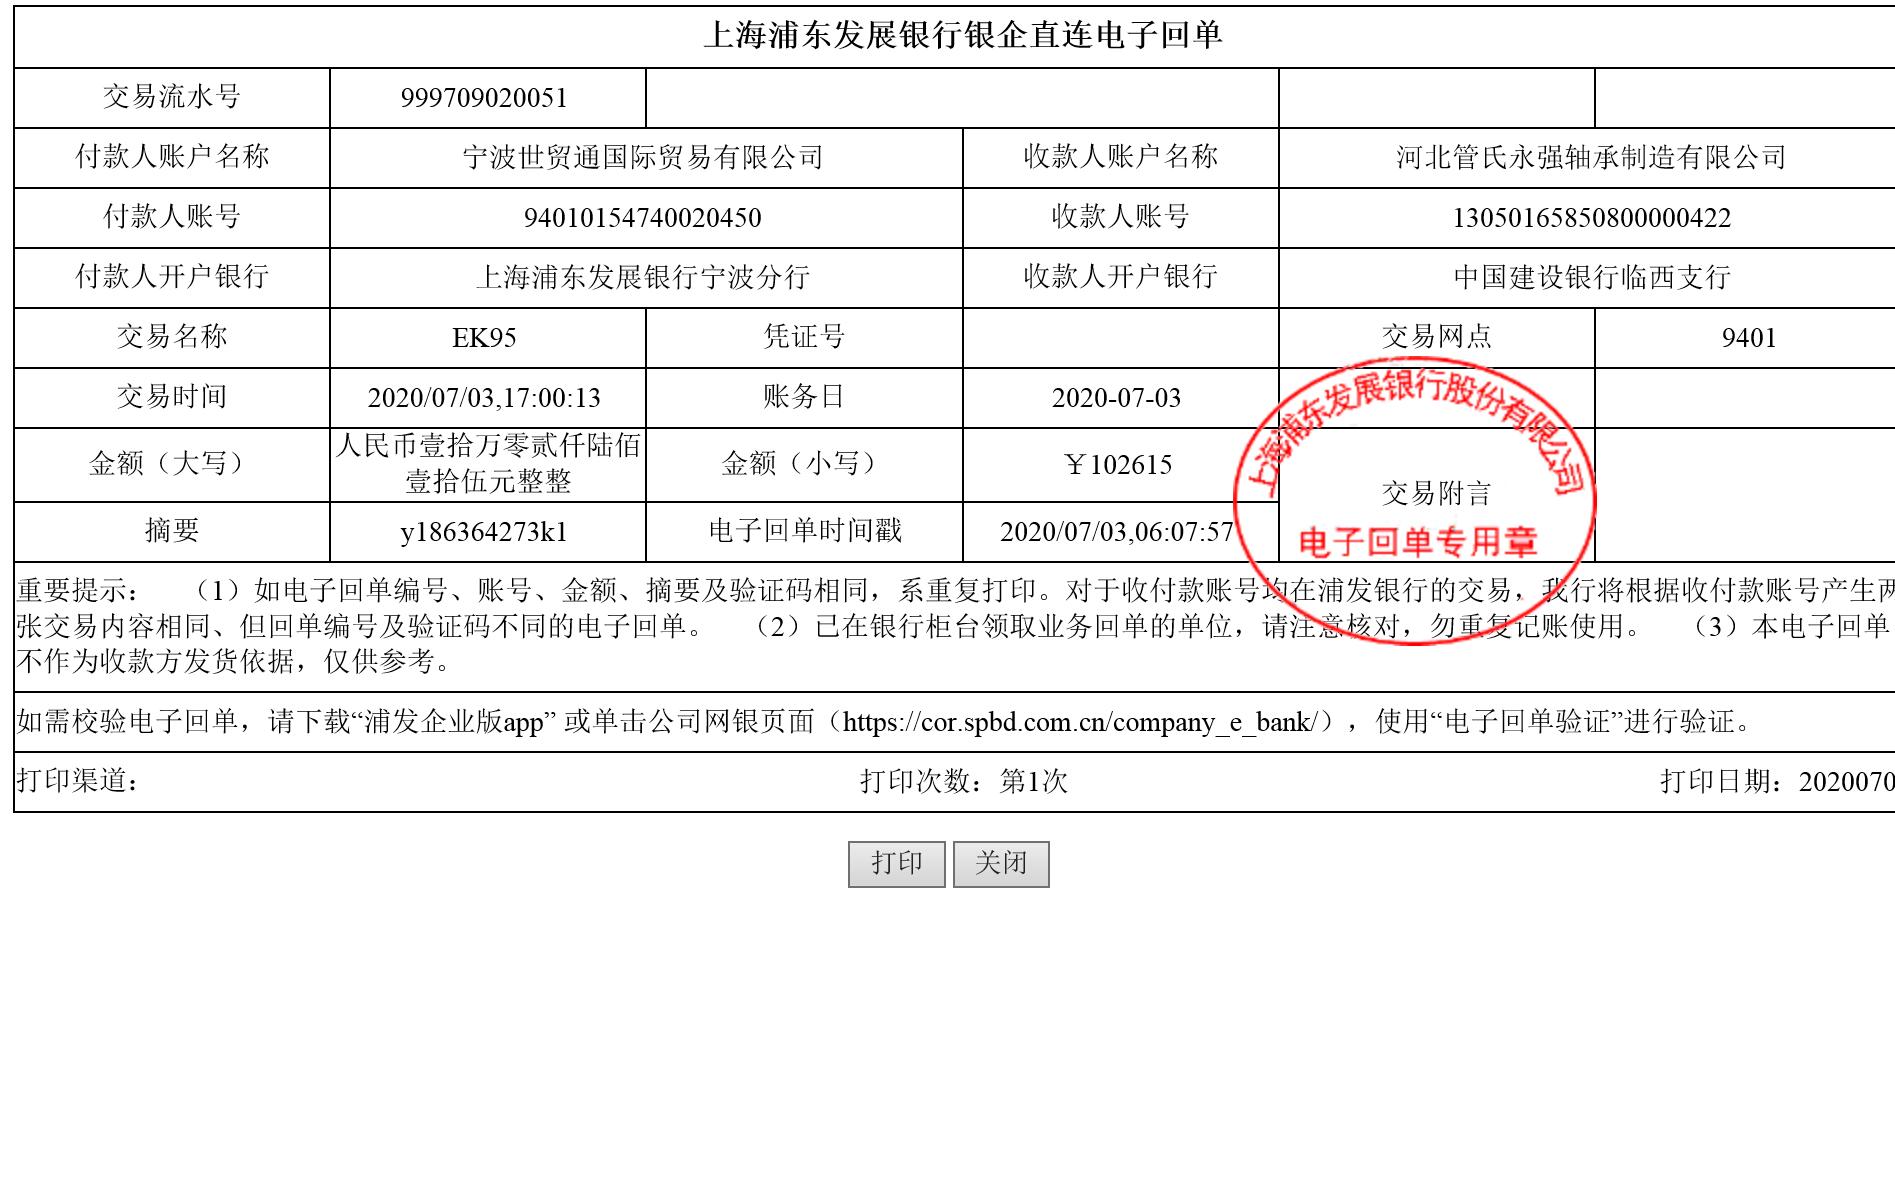 上海浦东发展银行银企直连电子回单
交易流水号 999709020051
付款人账户名称 宁波世贸通国际贸易有限公司 收款人账户名称 河北管氏永强轴承制造有限公司
付款人账号 94010154740020450 收款人账号 13050165850800000422
付款人开户银行 上海浦东发展银行宁波分行 收款人开户银行 中国建设银行临西支行
交易名称 EK95 凭证号 交易网点 9401
交易时间 2020/07/03,17:00:13 账务日 2020-07-03
金额（大写） 人民币壹拾万零贰仟陆佰
壹拾伍元整整 金额（小写） ￥102615
交易附言
摘要 y186364273k1 电子回单时间戳 2020/07/03,06:07:57
上海浦东发展银行股份有限公司
电子回单专用章
重要提示： （1）如电子回单编号、账号、金额、摘要及验证码相同，系重复打印。对于收付款账号均在浦发银行的交易，我行将根据收付款账号产生两
张交易内容相同、但回单编号及验证码不同的电子回单。 （2）已在银行柜台领取业务回单的单位，请注意核对，勿重复记账使用。 （3）本电子回单
不作为收款方发货依据，仅供参考。
如需校验电子回单，请下载“浦发企业版app” 或单击公司网银页面（https://cor.spbd.com.cn/company_e_bank/），使用“电子回单验证”进行验证。
打印渠道： 打印次数：第1次 打印日期：2020070
打印 关闭